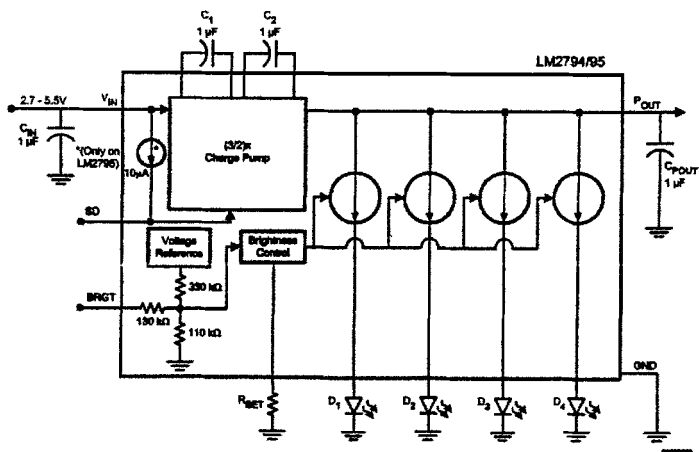 C1
1 µF
C2
1 µF
LM2794/95
2.7 - 5.5V
VIN
POUT
CIN
1 µF
*(Only on
LM2795)
*
10µA
(3/2)x
Charge Pump
CPOUT
1 µF
SD
Voltage
Reference
Brightness
Control
330 kΩ
BRGT
130 kΩ
110 kΩ
GND
RSET
D1
D2
D3
D4